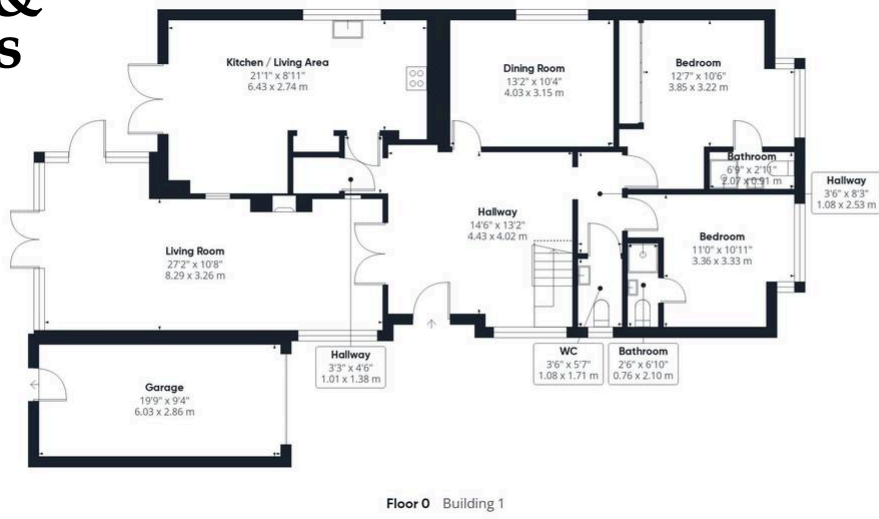 &
s
Kitchen / Living Area
21'1" x 8'11"
6.43 x 2.74 m
Dining Room
13'2" x 10'4"
4.03 x 3.15 m
Bedroom
12'7" x 10'6"
3.85 x 3.22 m
Bathroom
6'9" x 2'11"
2.07 x 0.91 m
Hallway
3'6" x 8'3"
1.08 x 2.53 m
Hallway
14'6" x 13'2"
4.43 x 4.02 m
Living Room
27'2" x 10'8"
8.29 x 3.26 m
Bedroom
11'0" x 10'11"
3.36 x 3.33 m
Hallway
3'3" x 4'6"
1.01 x 1.38 m
WC
3'6" x 5'7"
1.08 x 1.71 m
Bathroom
2'6" x 6'10"
0.76 x 2.10 m
Garage
19'9" x 9'4"
6.03 x 2.86 m
Floor 0 Building 1